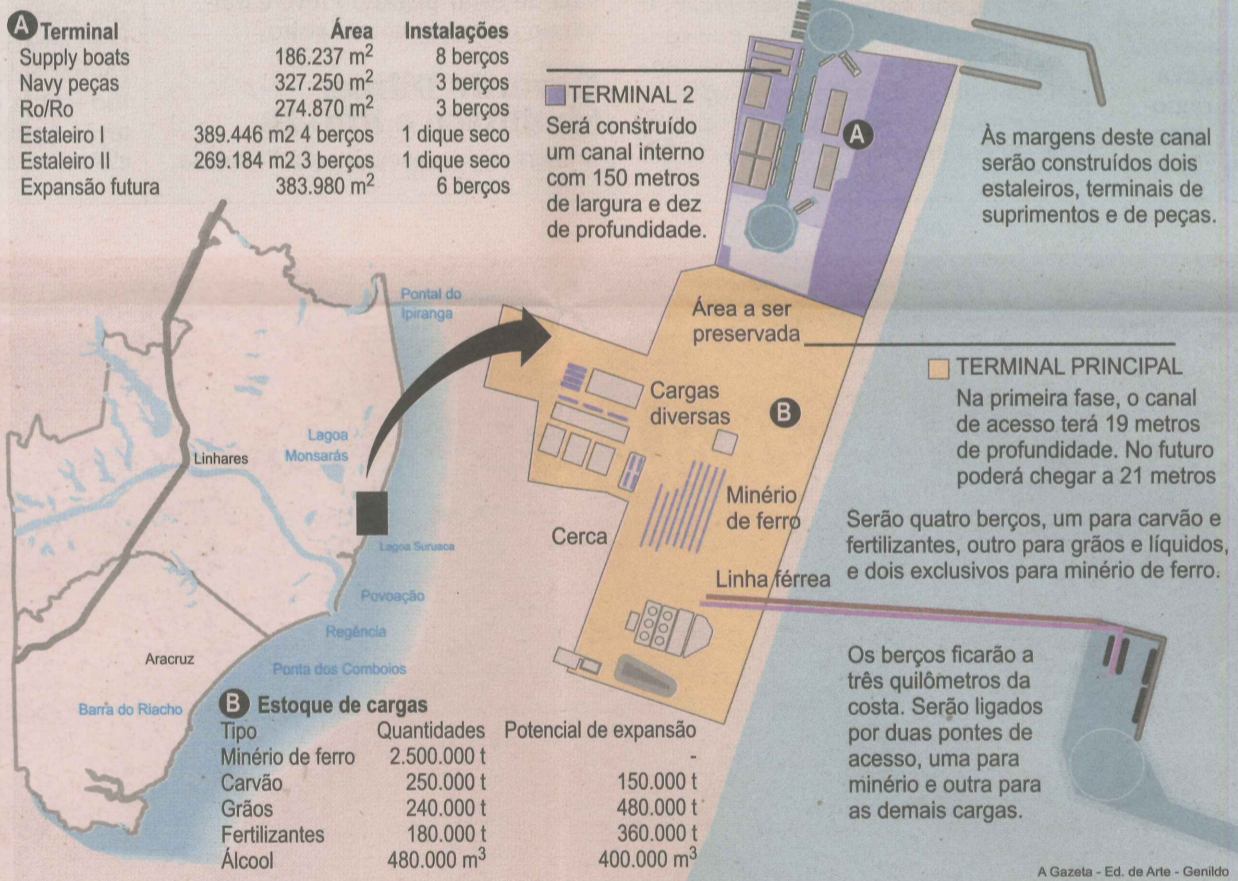 A Terminal Área Instalações
Supply boats 186.237 m² 8 berços
Navy peças 327.250 m² 3 berços
Ro/Ro 274.870 m² 3 berços
Estaleiro I 389.446 m2 4 berços 1 dique seco
Estaleiro II 269.184 m2 3 berços 1 dique seco
Expansão futura 383.980 m² 6 berços
TERMINAL 2
Será construído
um canal interno
com 150 metros
de largura e dez
de profundidade.
A
Às margens deste canal
serão construídos dois
estaleiros, terminais de
suprimentos e de peças.
Pontal do
Ipiranga
Lagoa
Monsarás
Linhares
Lagoa Suruaca
Povoação
Regência
Aracruz
Ponta dos Comboios
Barra do Riacho
Área a ser
preservada
Cargas
diversas
B
Minério
de ferro
Cerca
Linha férrea
TERMINAL PRINCIPAL
Na primeira fase, o canal
de acesso terá 19 metros
de profundidade. No futuro
poderá chegar a 21 metros
Serão quatro berços, um para carvão e
fertilizantes, outro para grãos e líquidos,
e dois exclusivos para minério de ferro.
Os berços ficarão a
três quilômetros da
costa. Serão ligados
por duas pontes de
acesso, uma para
minério e outra para
as demais cargas.
B Estoque de cargas
Tipo Quantidades Potencial de expansão
Minério de ferro 2.500.000 t -
Carvão 250.000 t 150.000 t
Grãos 240.000 t 480.000 t
Fertilizantes 180.000 t 360.000 t
Álcool 480.000 m³ 400.000 m³
A Gazeta - Ed. de Arte - Genildo